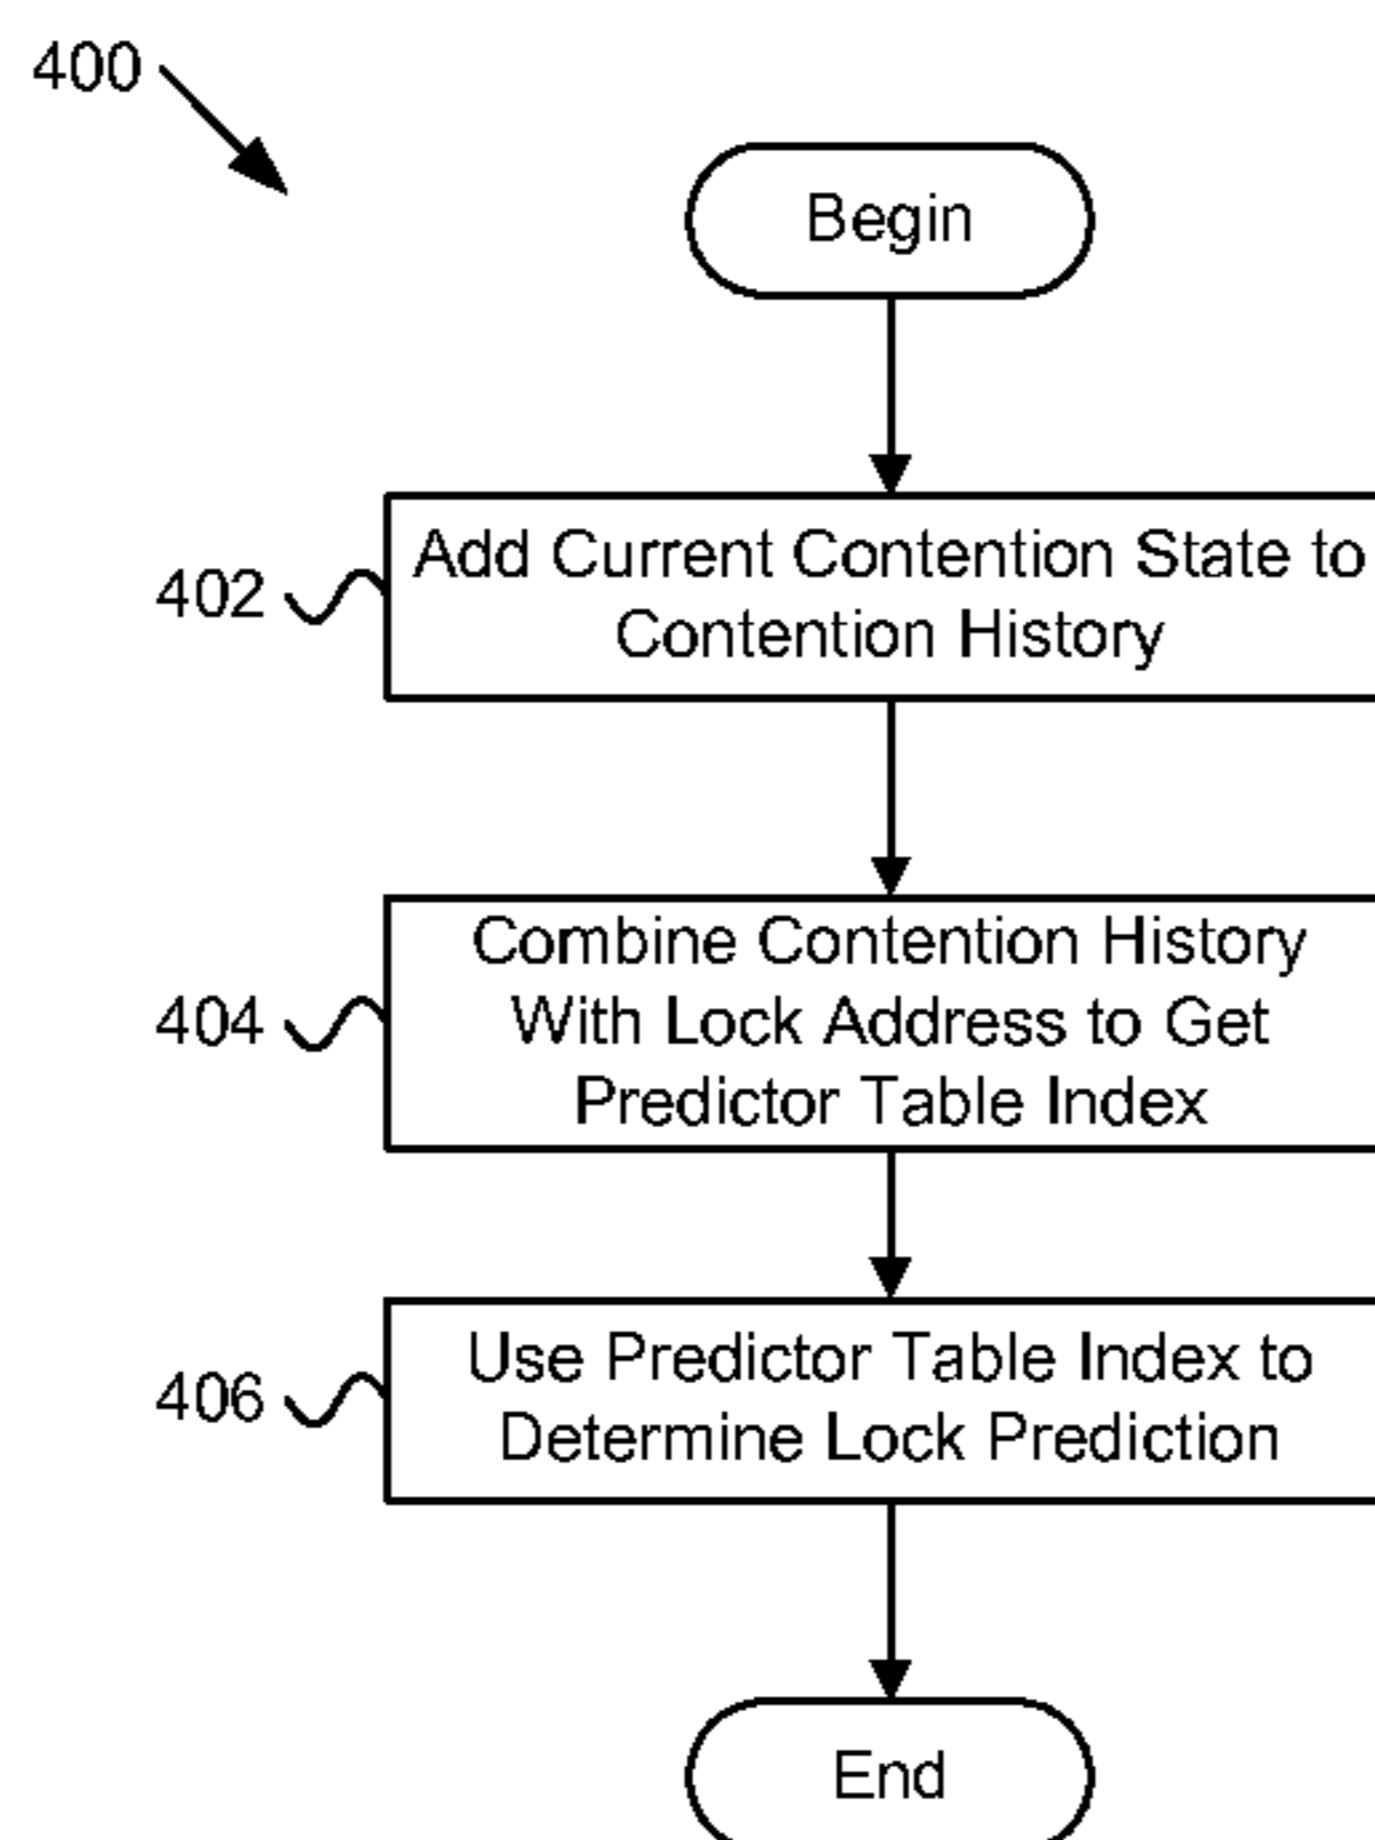 400
Begin
402
Add Current Contention State to
Contention History
404
Combine Contention History
With Lock Address to Get
Predictor Table Index
406
Use Predictor Table Index to
Determine Lock Prediction
End